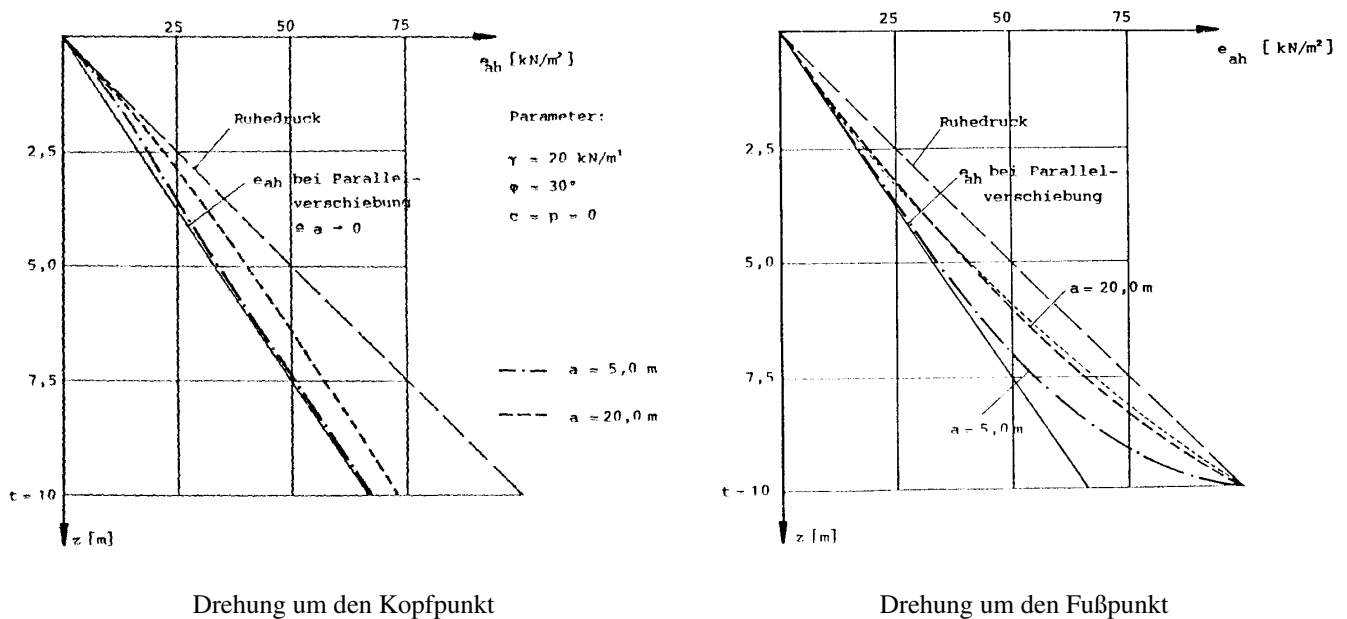 25 50 75
e_ah [kN/m²]
Ruhedruck
Parameter:
γ = 20 kN/m³
φ = 30°
c = p = 0
2,5
e_ah bei Parallel-
verschiebung
a → 0
5,0
7,5
a = 5,0 m
a = 20,0 m
t = 10
z [m]
Drehung um den Kopfpunkt
25 50 75
e_ah [kN/m²]
Ruhedruck
2,5
e_ah bei Parallel-
verschiebung
5,0
a = 20,0 m
7,5
a = 5,0 m
t = 10
z [m]
Drehung um den Fußpunkt